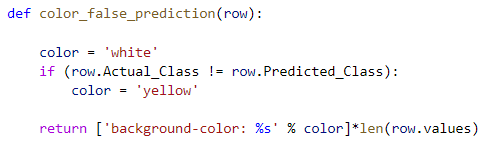 def color_false_prediction(row):
    color = 'white'
    if (row.Actual_Class != row.Predicted_Class):
        color = 'yellow'
    return ['background-color: %s' % color]*len(row.values)